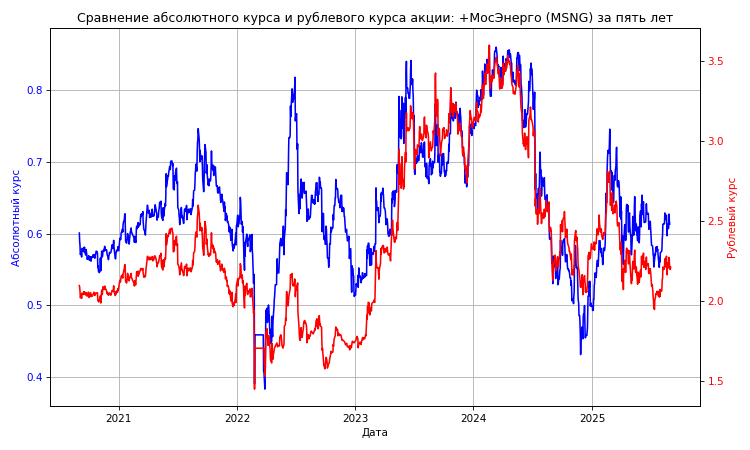 Сравнение абсолютного курса и рублевого курса акции: +МосЭнерго (MSNG) за пять лет
Абсолютный курс
0.8
0.7
0.6
0.5
0.4
3.5
3.0
2.5
2.0
1.5
Рублевый курс
2021 2022 2023 2024 2025
Дата